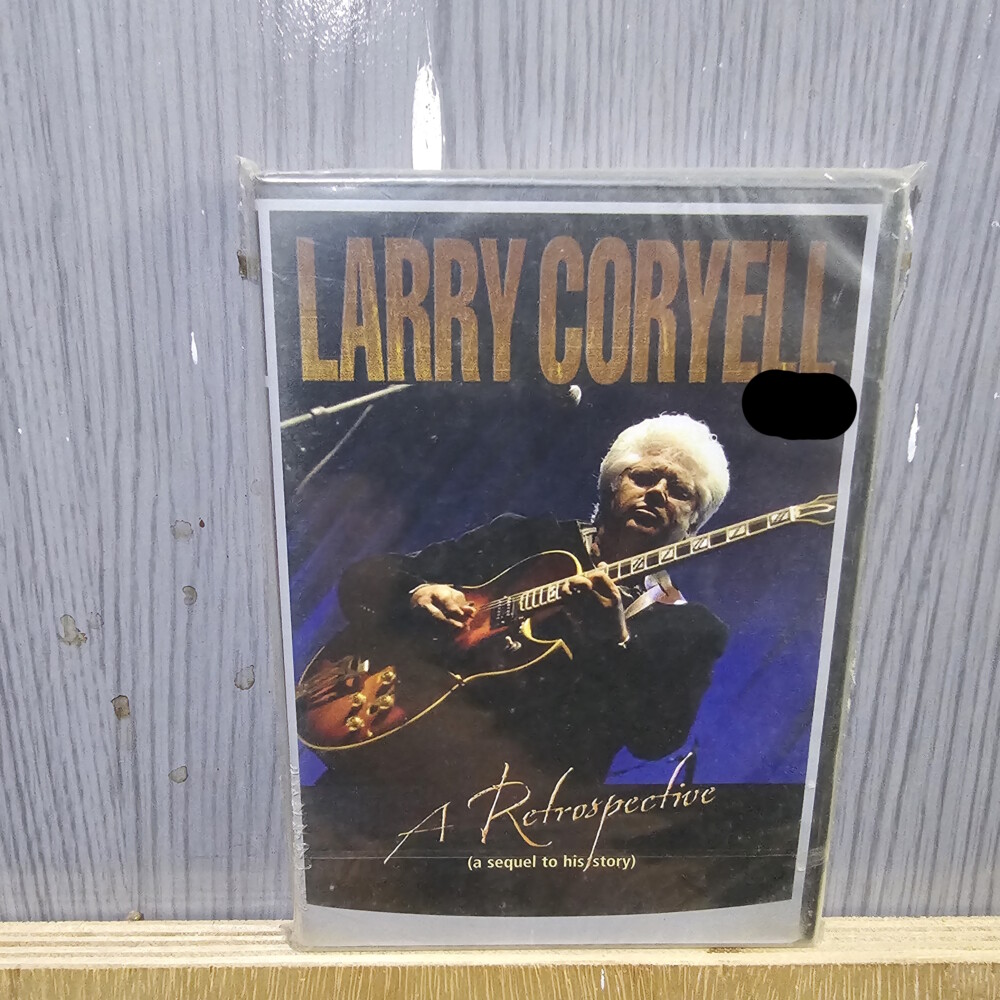 LARRY CORYELL
A Retrospective
(a sequel to his story)